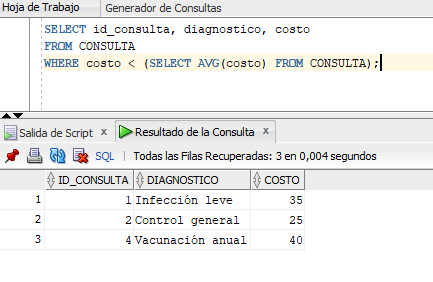 Hoja de Trabajo Generador de Consultas
SELECT id_consulta, diagnostico, costo
FROM CONSULTA
WHERE costo < (SELECT AVG(costo) FROM CONSULTA);
Salida de Script x Resultado de la Consulta x
SQL | Todas las Filas Recuperadas: 3 en 0,004 segundos
ID_CONSULTA DIAGNOSTICO COSTO
1 1 Infección leve 35
2 2 Control general 25
3 4 Vacunación anual 40